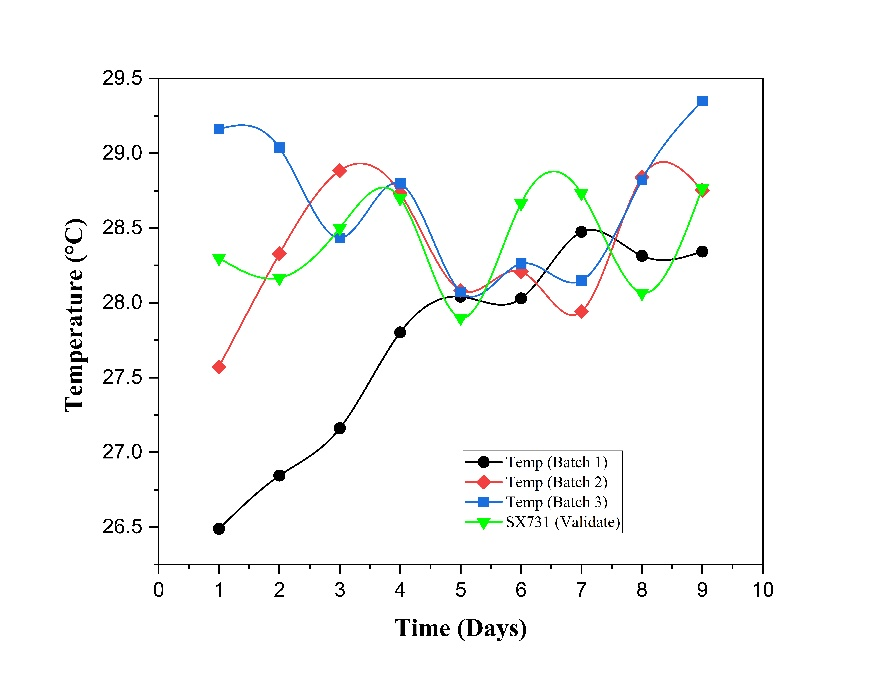 29.5
29.0
28.5
28.0
27.5
27.0
26.5
Temperature (°C)
Temp (Batch 1)
Temp (Batch 2)
Temp (Batch 3)
SX731 (Validate)
0 1 2 3 4 5 6 7 8 9 10
Time (Days)